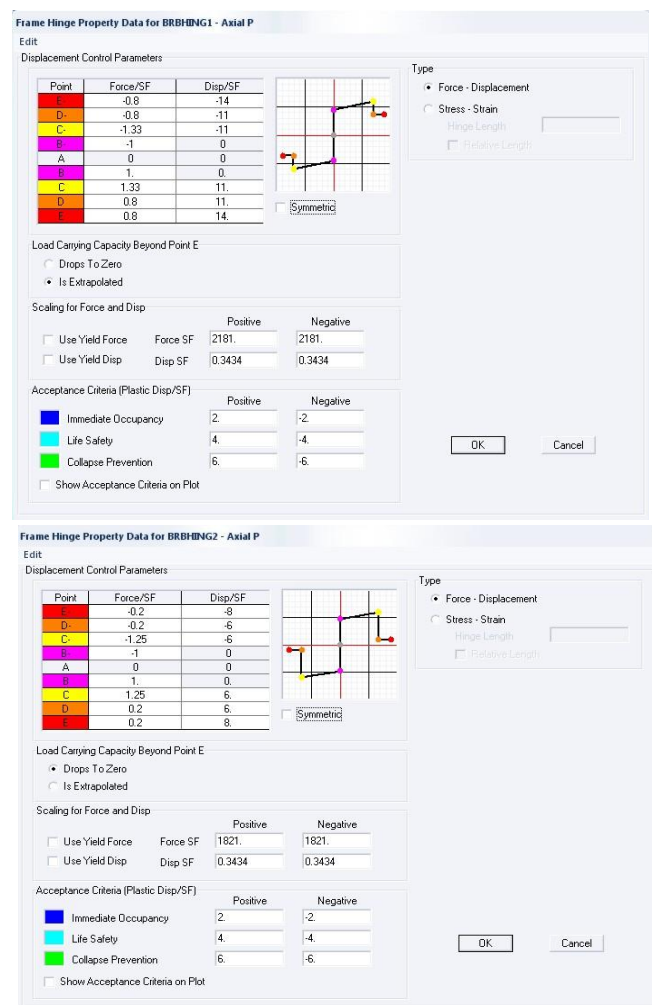 Frame Hinge Property Data for BRBHING1 - Axial P
Edit
Displacement Control Parameters
Type
Point Force/SF Disp/SF
E- -0.8 -14
D- -0.8 -11
C- -1.33 -11
B- -1 0
A 0 0
B 1. 0.
C 1.33 11.
D 0.8 11.
E 0.8 14.
Symmetric
Force - Displacement
Stress - Strain
Hinge Length
Relative Length
Load Carrying Capacity Beyond Point E
Drops To Zero
Is Extrapolated
Scaling for Force and Disp
Positive Negative
Use Yield Force Force SF 2181. 2181.
Use Yield Disp Disp SF 0.3434 0.3434
Acceptance Criteria (Plastic Disp/SF)
Positive Negative
Immediate Occupancy 2. -2.
Life Safety 4. -4.
Collapse Prevention 6. -6.
Show Acceptance Criteria on Plot
OK Cancel
Frame Hinge Property Data for BRBHING2 - Axial P
Edit
Displacement Control Parameters
Type
Point Force/SF Disp/SF
E- -0.2 -8
D- -0.2 -6
C- -1.25 -6
B- -1 0
A 0 0
B 1. 0.
C 1.25 6.
D 0.2 6.
E 0.2 8.
Symmetric
Force - Displacement
Stress - Strain
Hinge Length
Relative Length
Load Carrying Capacity Beyond Point E
Drops To Zero
Is Extrapolated
Scaling for Force and Disp
Positive Negative
Use Yield Force Force SF 1821. 1821.
Use Yield Disp Disp SF 0.3434 0.3434
Acceptance Criteria (Plastic Disp/SF)
Positive Negative
Immediate Occupancy 2. -2.
Life Safety 4. -4.
Collapse Prevention 6. -6.
Show Acceptance Criteria on Plot
OK Cancel